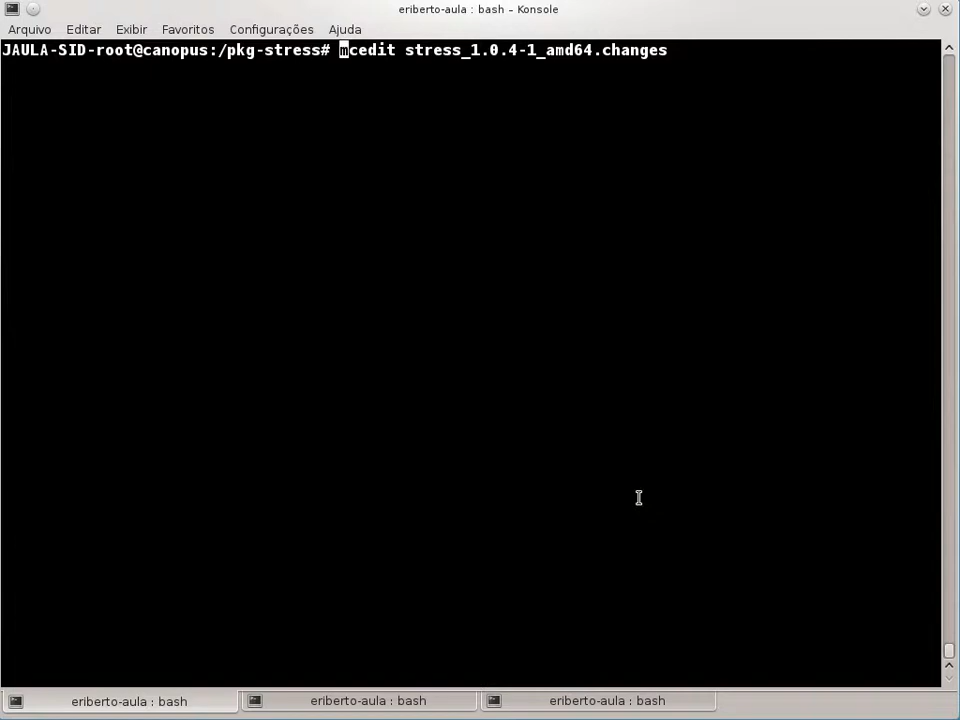 eriberto-aula : bash – Konsole
Arquivo Editar Exibir Favoritos Configurações Ajuda
JAULA-SID-root@canopus:/pkg-stress# mcedit stress_1.0.4-1_amd64.changes
eriberto-aula : bash eriberto-aula : bash eriberto-aula : bash